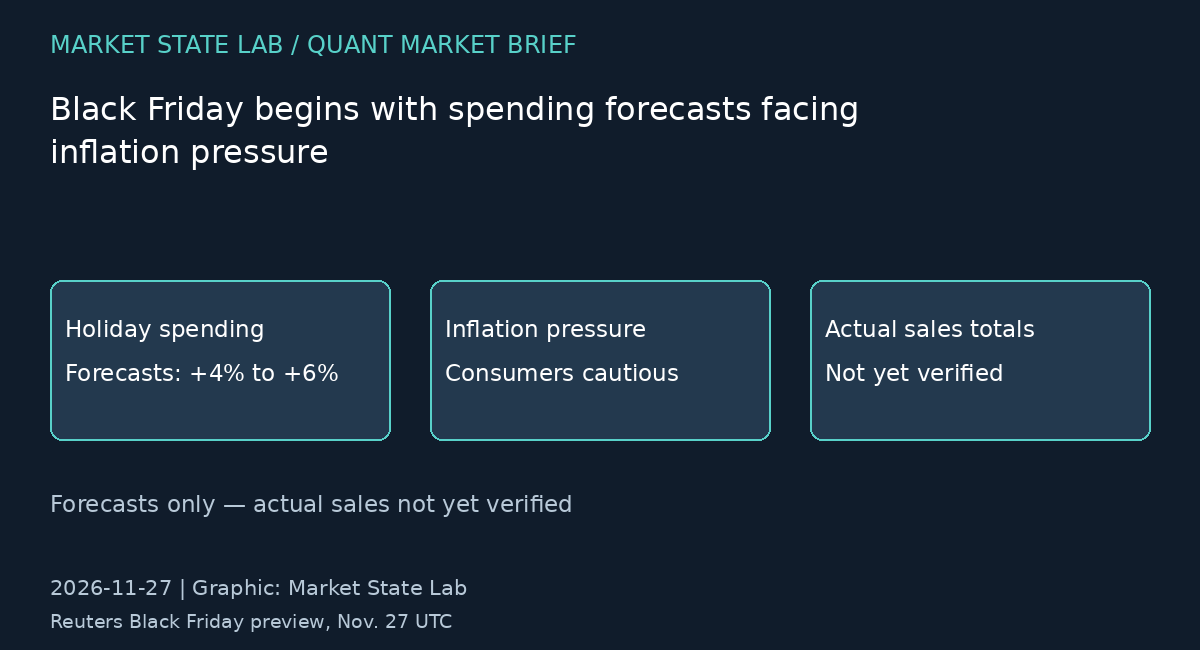 MARKET STATE LAB / QUANT MARKET BRIEF
Black Friday begins with spending forecasts facing
inflation pressure
Holiday spending
Forecasts: +4% to +6%
Inflation pressure
Consumers cautious
Actual sales totals
Not yet verified
Forecasts only — actual sales not yet verified
2026-11-27 | Graphic: Market State Lab
Reuters Black Friday preview, Nov. 27 UTC